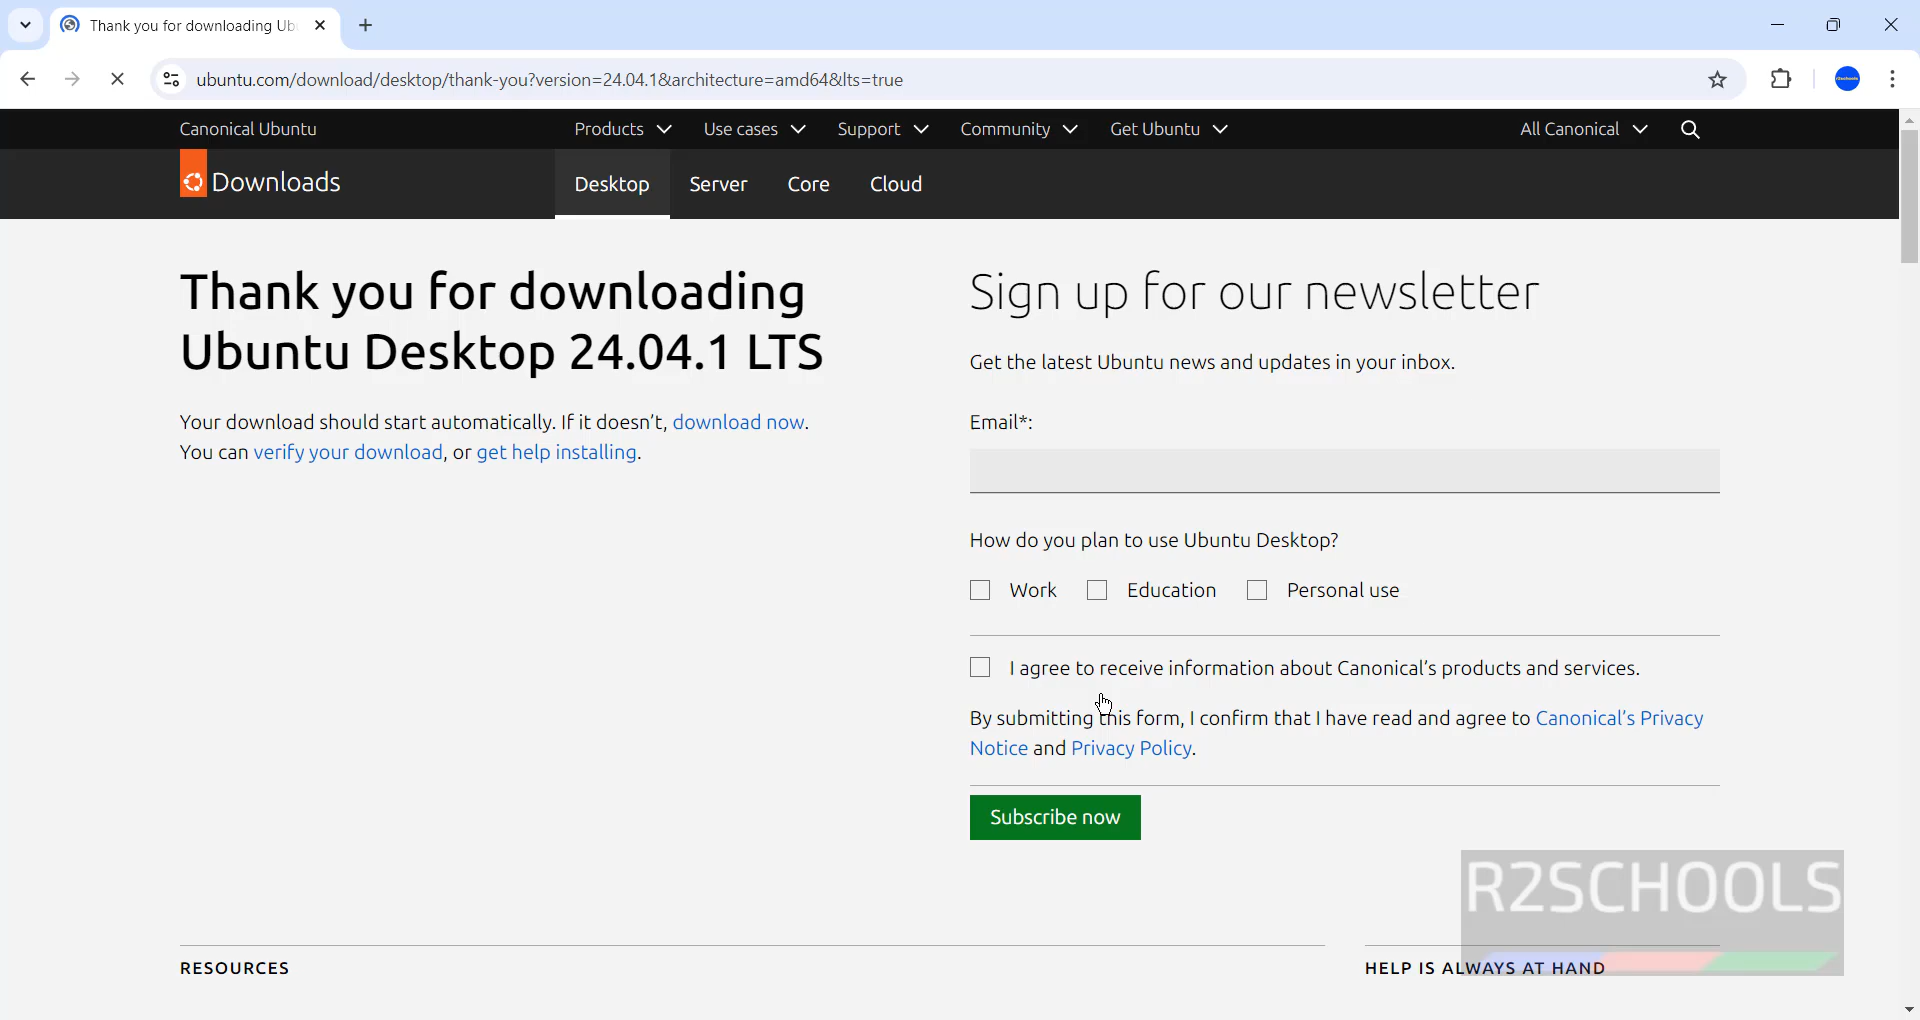 Thank you for downloading Ub
ubuntu.com/download/desktop/thank-you?version=24.04.1&architecture=amd64&lts=true
Canonical Ubuntu
Products
Use cases
Support
Community
Get Ubuntu
All Canonical
Downloads
Desktop
Server
Core
Cloud
Thank you for downloading
Ubuntu Desktop 24.04.1 LTS
Your download should start automatically. If it doesn't, download now.
You can verify your download, or get help installing.
Sign up for our newsletter
Get the latest Ubuntu news and updates in your inbox.
Email*:
How do you plan to use Ubuntu Desktop?
Work
Education
Personal use
I agree to receive information about Canonical's products and services.
By submitting this form, I confirm that I have read and agree to Canonical's Privacy
Notice and Privacy Policy.
Subscribe now
R2SCHOOLS
RESOURCES
HELP IS ALWAYS AT HAND